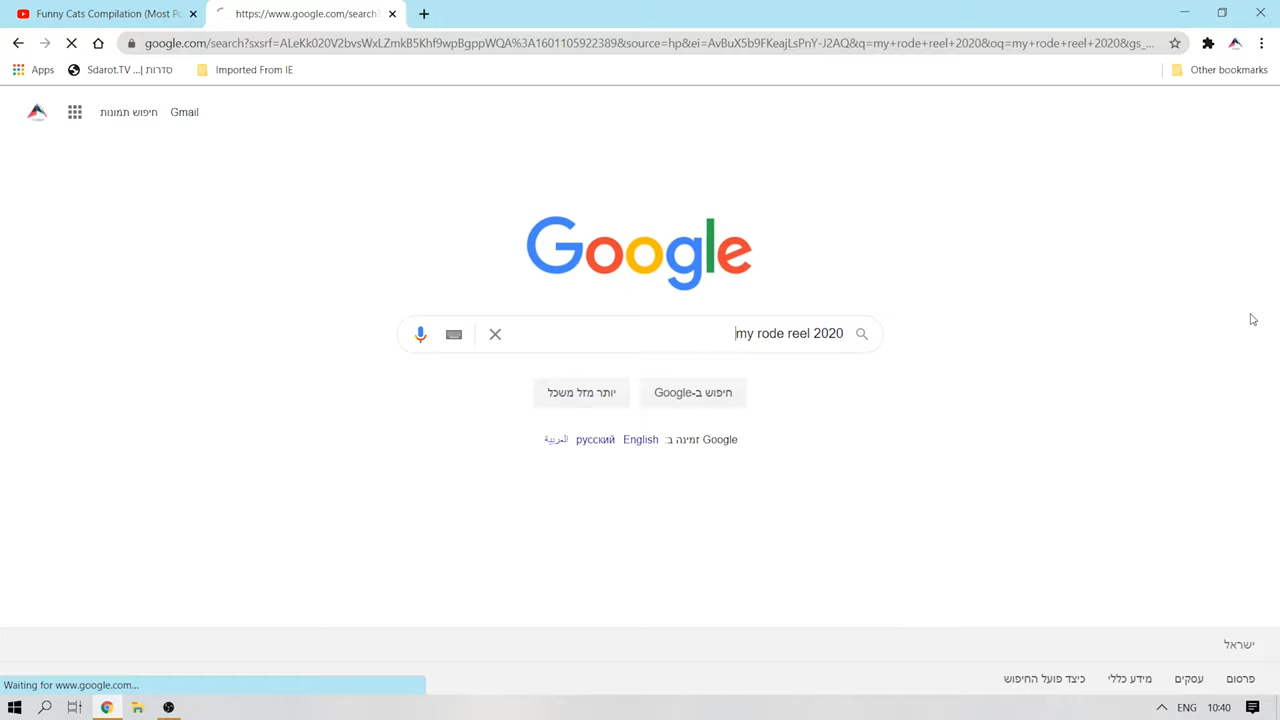 Funny Cats Compilation (Most P
https://www.google.com/search?
google.com/search?sxsrf=ALeKk020V2bvsWxLZmkB5Khf9wpBgppWQA%3A1601105922389&source=hp&ei=AvBuX5b9FKeajLsPnY-J2AQ&q=my+rode+reel+2020&oq=my+rode+reel+2020&gs_...
Apps
Sdarot.TV ...| סדרות
Imported From IE
Other bookmarks
חיפוש תמונות
Gmail
Google
my rode reel 2020
יותר מזל משכל
חיפוש ב-Google
Google זמינה ב: English русский العربية
ישראל
פרסום
עסקים
מידע כללי
כיצד פועל החיפוש
Waiting for www.google.com...
ENG
10:40